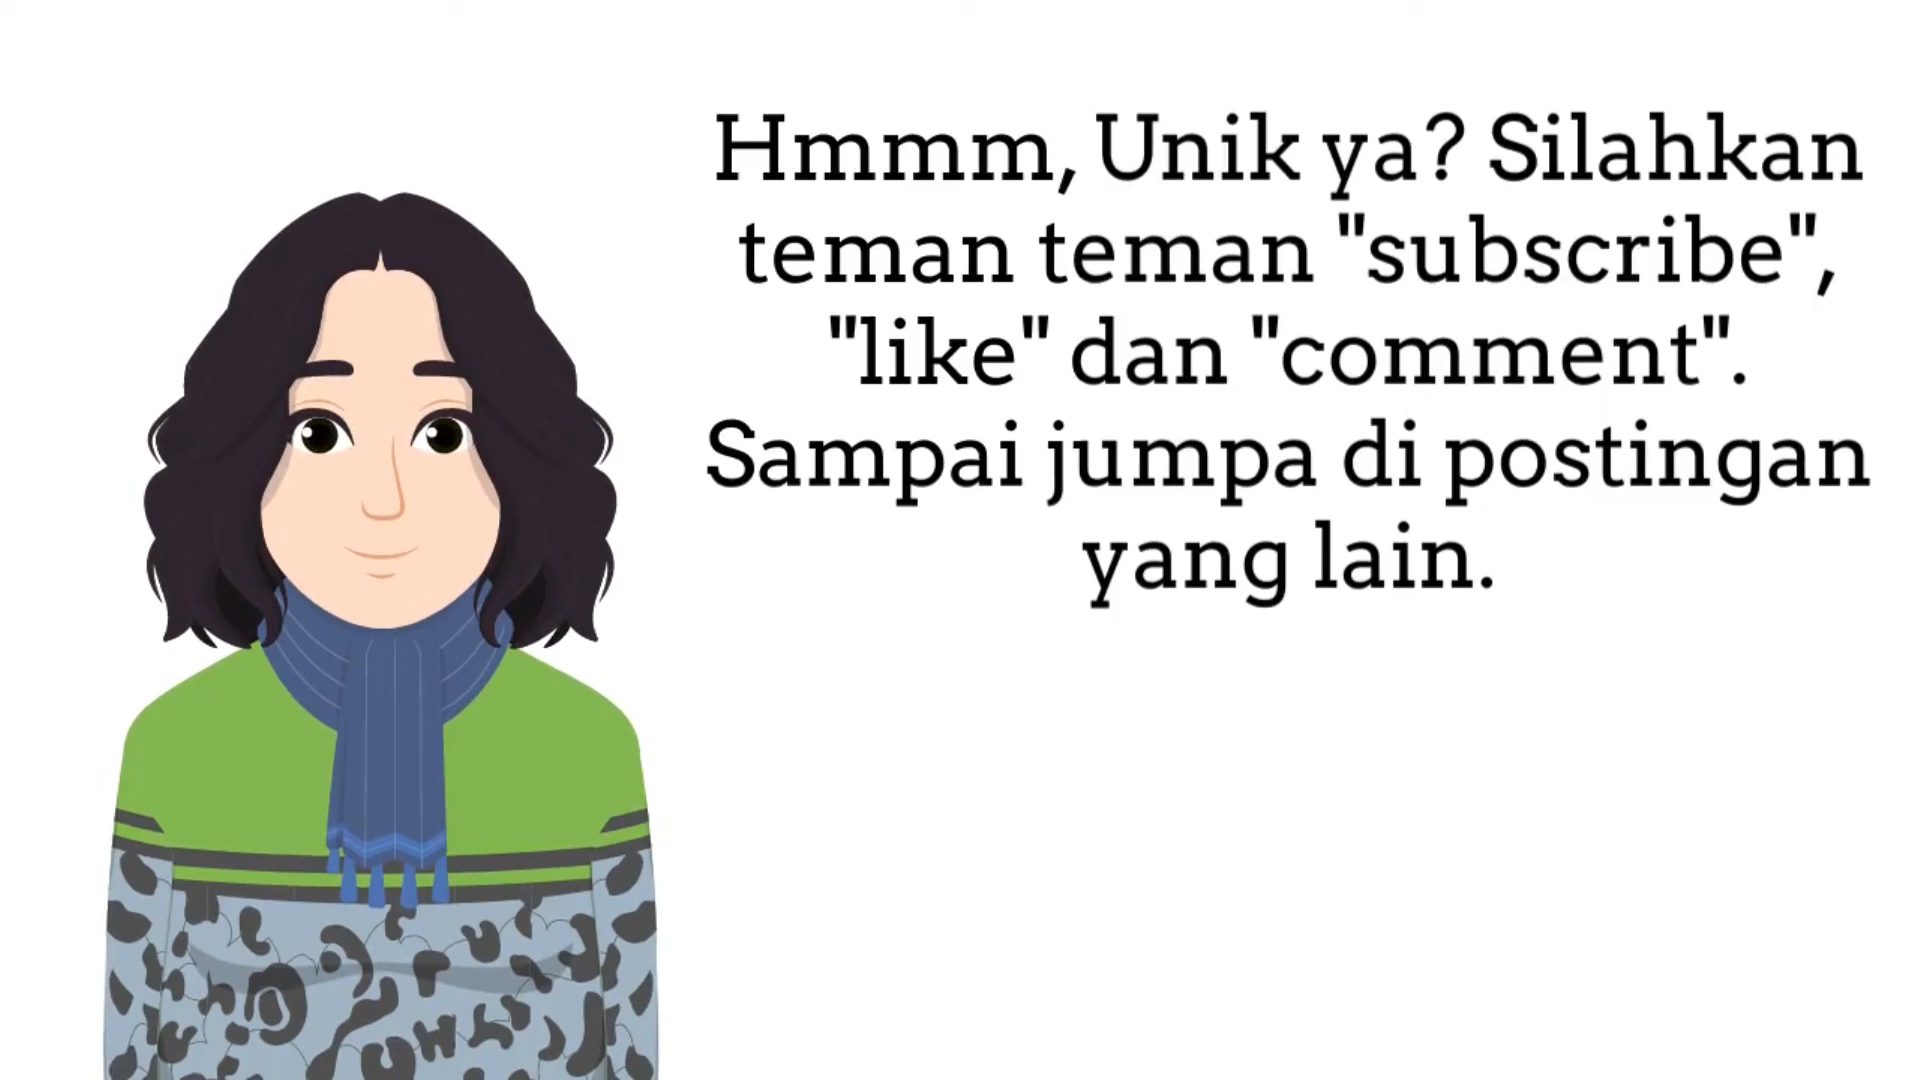 Hmmm, Unik ya? Silahkan
teman teman "subscribe",
"like" dan "comment".
Sampai jumpa di postingan
yang lain.